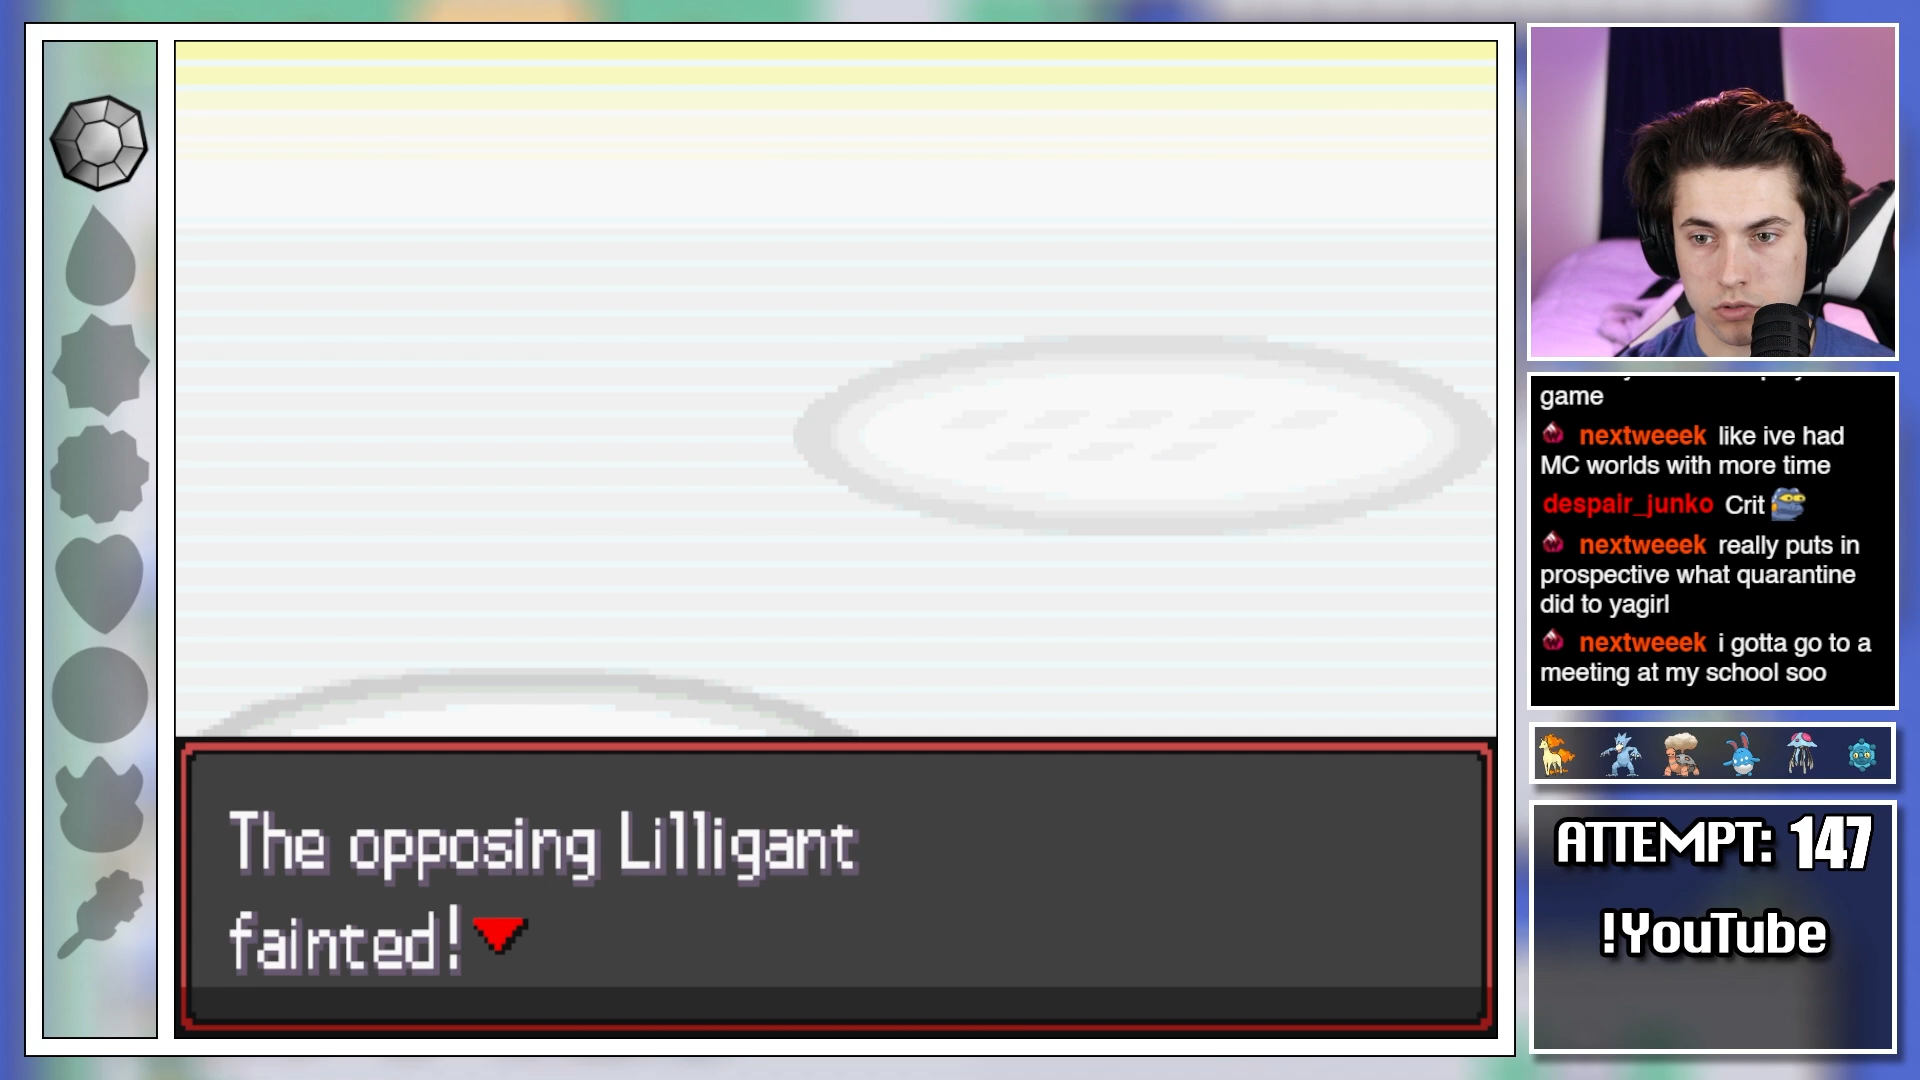 The opposing Lilligant
fainted!
game
nextweeek like ive had
MC worlds with more time
despair_junko Crit
nextweeek really puts in
prospective what quarantine
did to yagirl
nextweeek i gotta go to a
meeting at my school soo
ATTEMPT: 147
!YouTube